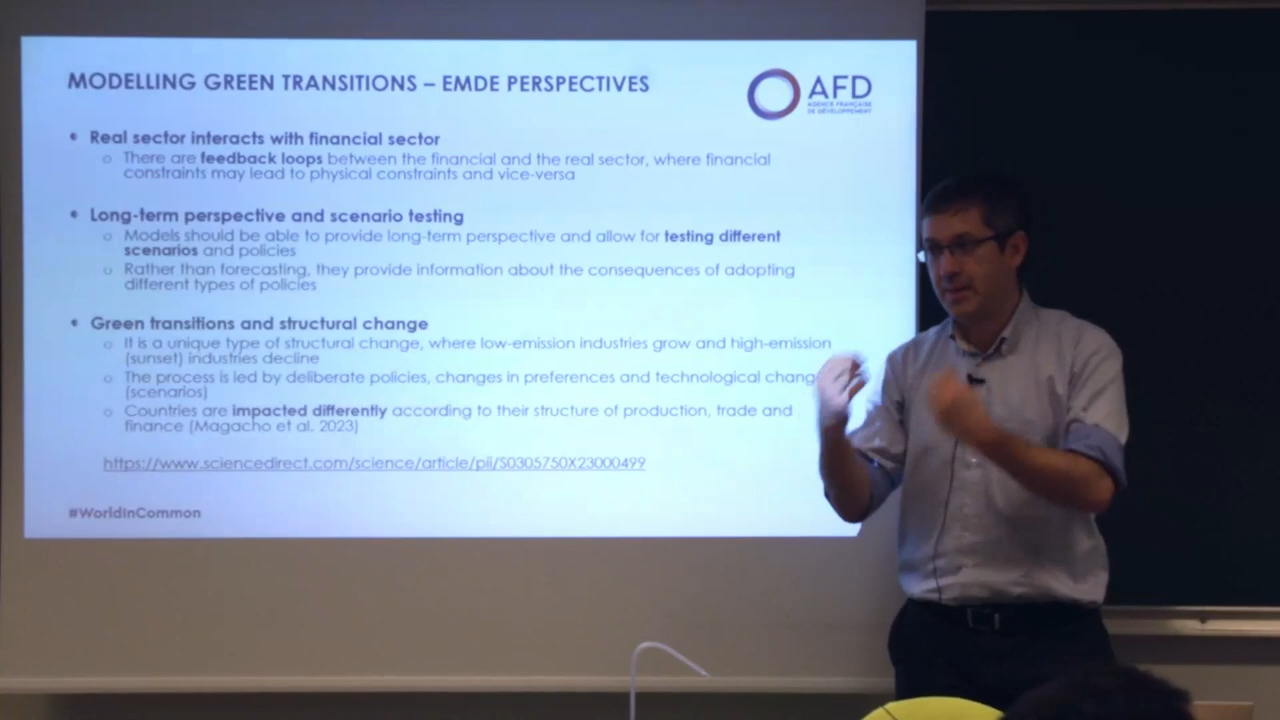 MODELLING GREEN TRANSITIONS – EMDE PERSPECTIVES
AFD
AGENCE FRANÇAISE
DE DÉVELOPPEMENT
• Real sector interacts with financial sector
o There are feedback loops between the financial and the real sector, where financial
constraints may lead to physical constraints and vice-versa
• Long-term perspective and scenario testing
o Models should be able to provide long-term perspective and allow for testing different
scenarios and policies
o Rather than forecasting, they provide information about the consequences of adopting
different types of policies
• Green transitions and structural change
o It is a unique type of structural change, where low-emission industries grow and high-emission
(sunset) industries decline
o The process is led by deliberate policies, changes in preferences and technological chang
(scenarios)
o Countries are impacted differently according to their structure of production, trade and
finance (Magacho et al. 2023)
https://www.sciencedirect.com/science/article/pii/S0305750X23000499
#WorldInCommon